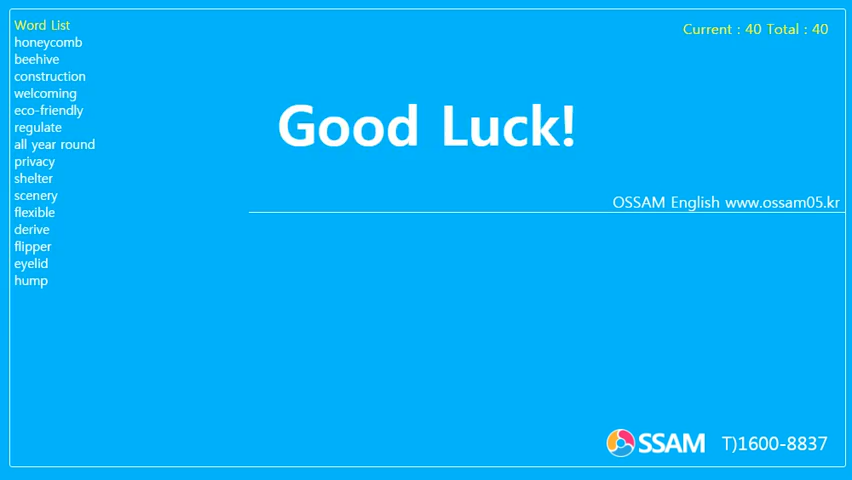 Word List
honeycomb
beehive
construction
welcoming
eco-friendly
regulate
all year round
privacy
shelter
scenery
flexible
derive
flipper
eyelid
hump
Current : 40 Total : 40
Good Luck!
OSSAM English www.ossam05.kr
OSSAM T)1600-8837